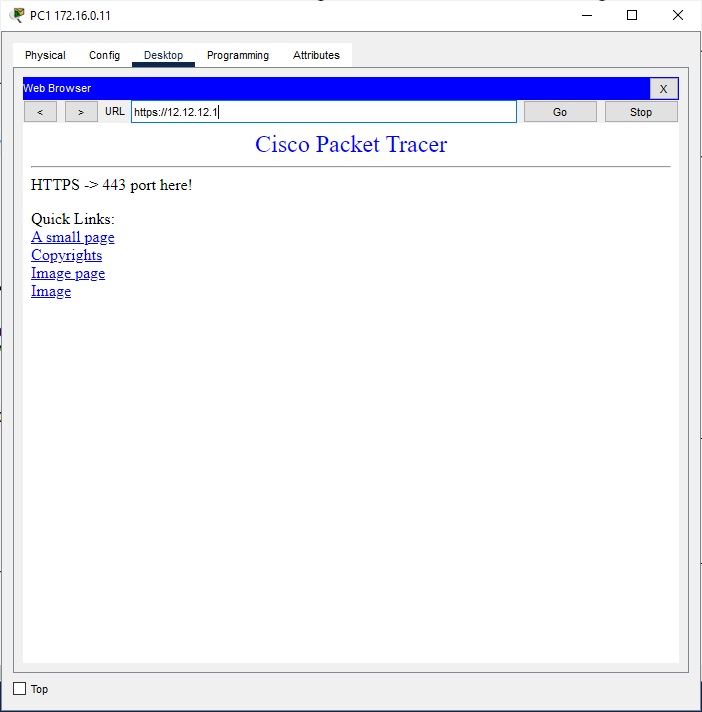 PC1 172.16.0.11
Physical Config Desktop Programming Attributes
Web Browser X
< > URL https://12.12.12.1 Go Stop
Cisco Packet Tracer
HTTPS -> 443 port here!
Quick Links:
A small page
Copyrights
Image page
Image
Top